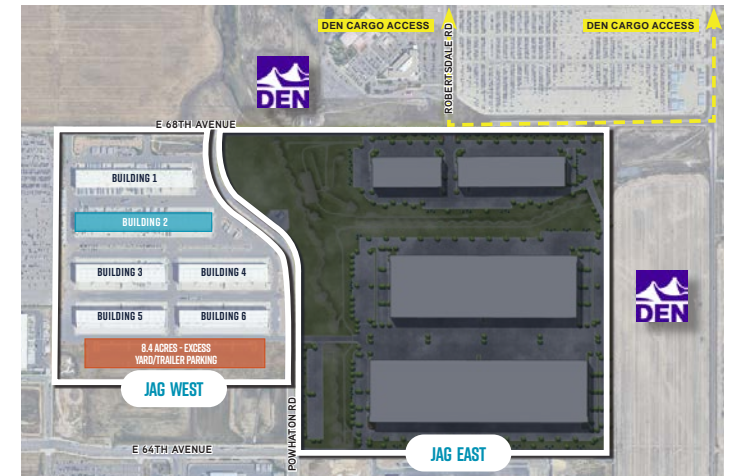 DEN CARGO ACCESS
DEN CARGO ACCESS
ROBERTSDALE RD
DEN
E 68TH AVENUE
BUILDING 1
BUILDING 2
BUILDING 3
BUILDING 4
BUILDING 5
BUILDING 6
8.4 ACRES - EXCESS
YARD/TRAILER PARKING
JAG WEST
DEN
POWHATON RD
E 64TH AVENUE
JAG EAST